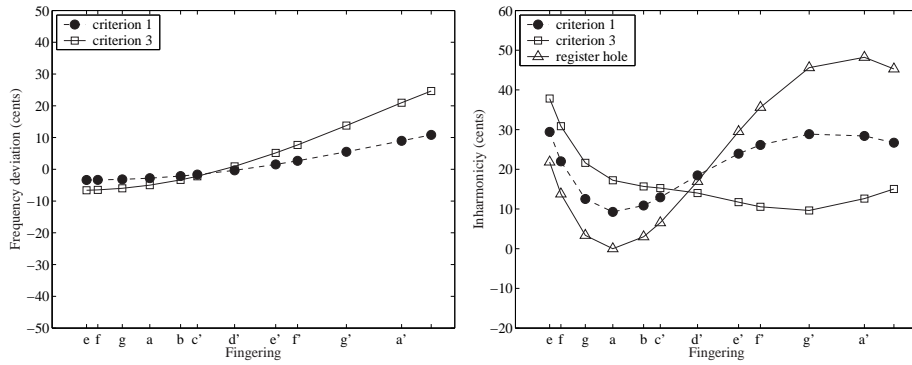 50
40
30
20
10
0
−10
−20
−30
−40
−50
Frequency deviation (cents)
criterion 1
criterion 3
e f g a b c' d' e' f' g' a'
Fingering
60
50
40
30
20
10
0
−10
−20
Inharmoniciy (cents)
criterion 1
criterion 3
register hole
e f g a b c' d' e' f' g' a'
Fingering